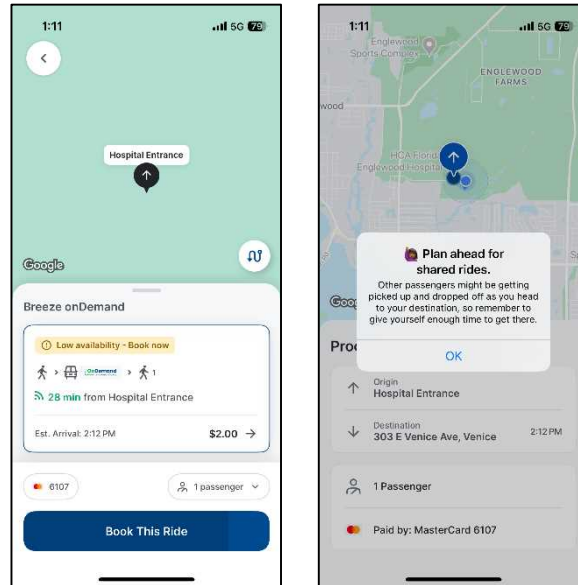 1:11
5G 79
Hospital Entrance
Google
Breeze onDemand
Low availability - Book now
OnDemand
1
28 min from Hospital Entrance
Est. Arrival: 2:12 PM
$2.00
6107
1 passenger
Book This Ride
1:11
5G 79
Englewood
Sports Complex
ENGLEWOOD
FARMS
wood
HCA Florida
Englewood Hospital
Plan ahead for
shared rides.
Other passengers might be getting
picked up and dropped off as you head
to your destination, so remember to
give yourself enough time to get there.
OK
Goo
Proc
Origin
Hospital Entrance
Destination
303 E Venice Ave, Venice
2:12 PM
1 Passenger
Paid by: MasterCard 6107